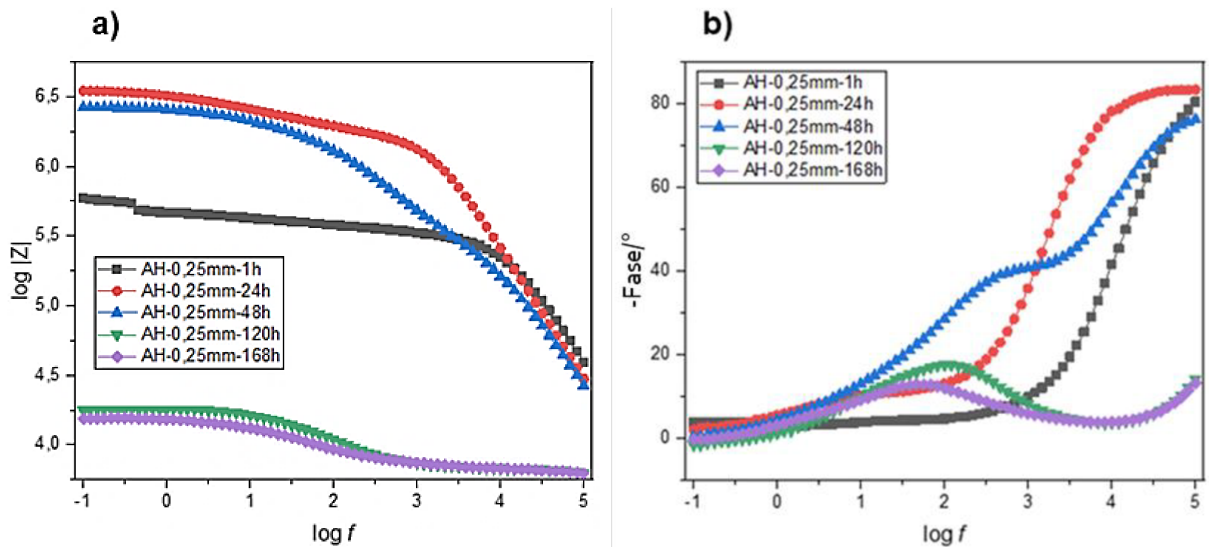 a)
6,5
6,0
5,5
5,0
4,5
4,0
log |Z|
AH-0,25mm-1h
AH-0,25mm-24h
AH-0,25mm-48h
AH-0,25mm-120h
AH-0,25mm-168h
-1 0 1 2 3 4 5
log f
b)
80
60
40
20
0
-Fase/°
AH-0,25mm-1h
AH-0,25mm-24h
AH-0,25mm-48h
AH-0,25mm-120h
AH-0,25mm-168h
-1 0 1 2 3 4 5
log f